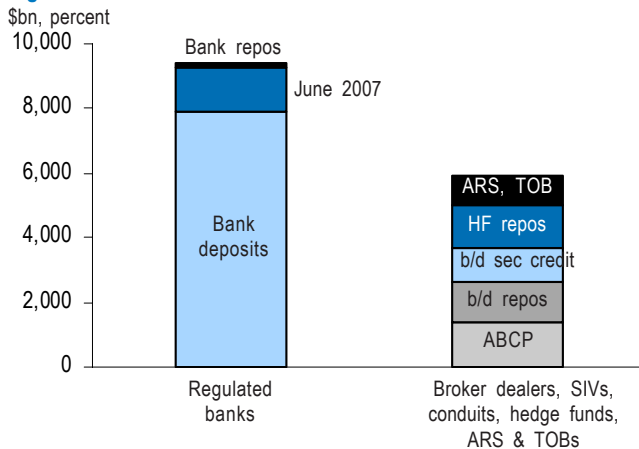 $bn, percent
10,000
8,000
6,000
4,000
2,000
0
Bank repos
June 2007
Bank
deposits
ARS, TOB
HF repos
b/d sec credit
b/d repos
ABCP
Regulated
banks
Broker dealers, SIVs,
conduits, hedge funds,
ARS & TOBs